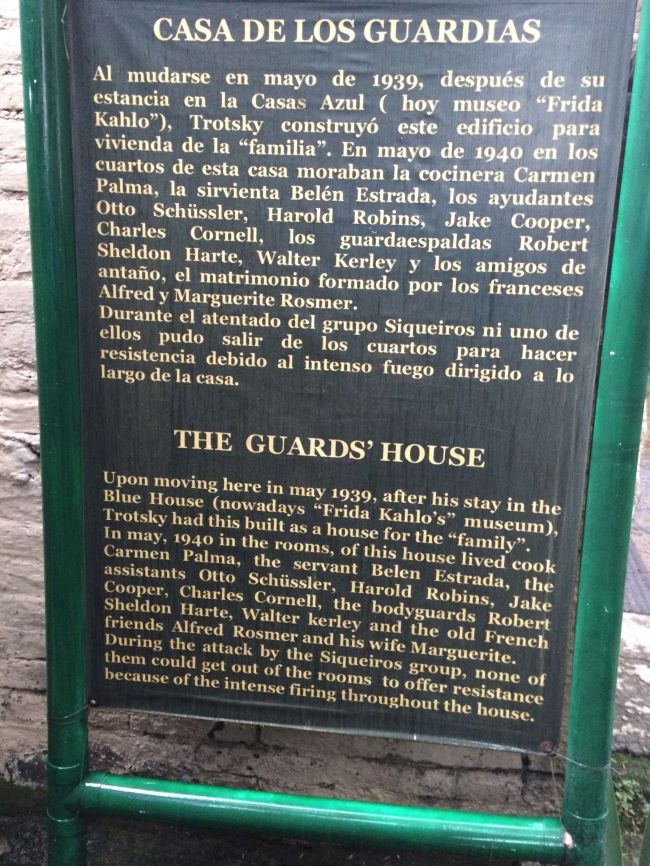 CASA DE LOS GUARDIAS
Al mudarse en mayo de 1939, después de su
estancia en la Casas Azul ( hoy museo “Frida
Kahlo”), Trotsky construyó este edificio para
vivienda de la “familia”. En mayo de 1940 en los
cuartos de esta casa moraban la cocinera Carmen
Palma, la sirvienta Belén Estrada, los ayudantes
Otto Schüssler, Harold Robins, Jake Cooper,
Charles Cornell, los guardaespaldas Robert
Sheldon Harte, Walter Kerley y los amigos de
antaño, el matrimonio formado por los franceses
Alfred y Marguerite Rosmer.
Durante el atentado del grupo Siqueiros ni uno de
ellos pudo salir de los cuartos para hacer
resistencia debido al intenso fuego dirigido a lo
largo de la casa.
THE GUARDS’ HOUSE
Upon moving here in may 1939, after his stay in the
Blue House (nowadays “Frida Kahlo’s” museum),
Trotsky had this built as a house for the “family”.
In may, 1940 in the rooms, of this house lived cook
Carmen Palma, the servant Belen Estrada, the
assistants Otto Schüssler, Harold Robins, Jake
Cooper, Charles Cornell, the bodyguards Robert
Sheldon Harte, Walter kerley and the old French
friends Alfred Rosmer and his wife Marguerite.
During the attack by the Siqueiros group, none of
them could get out of the rooms to offer resistance
because of the intense firing throughout the house.